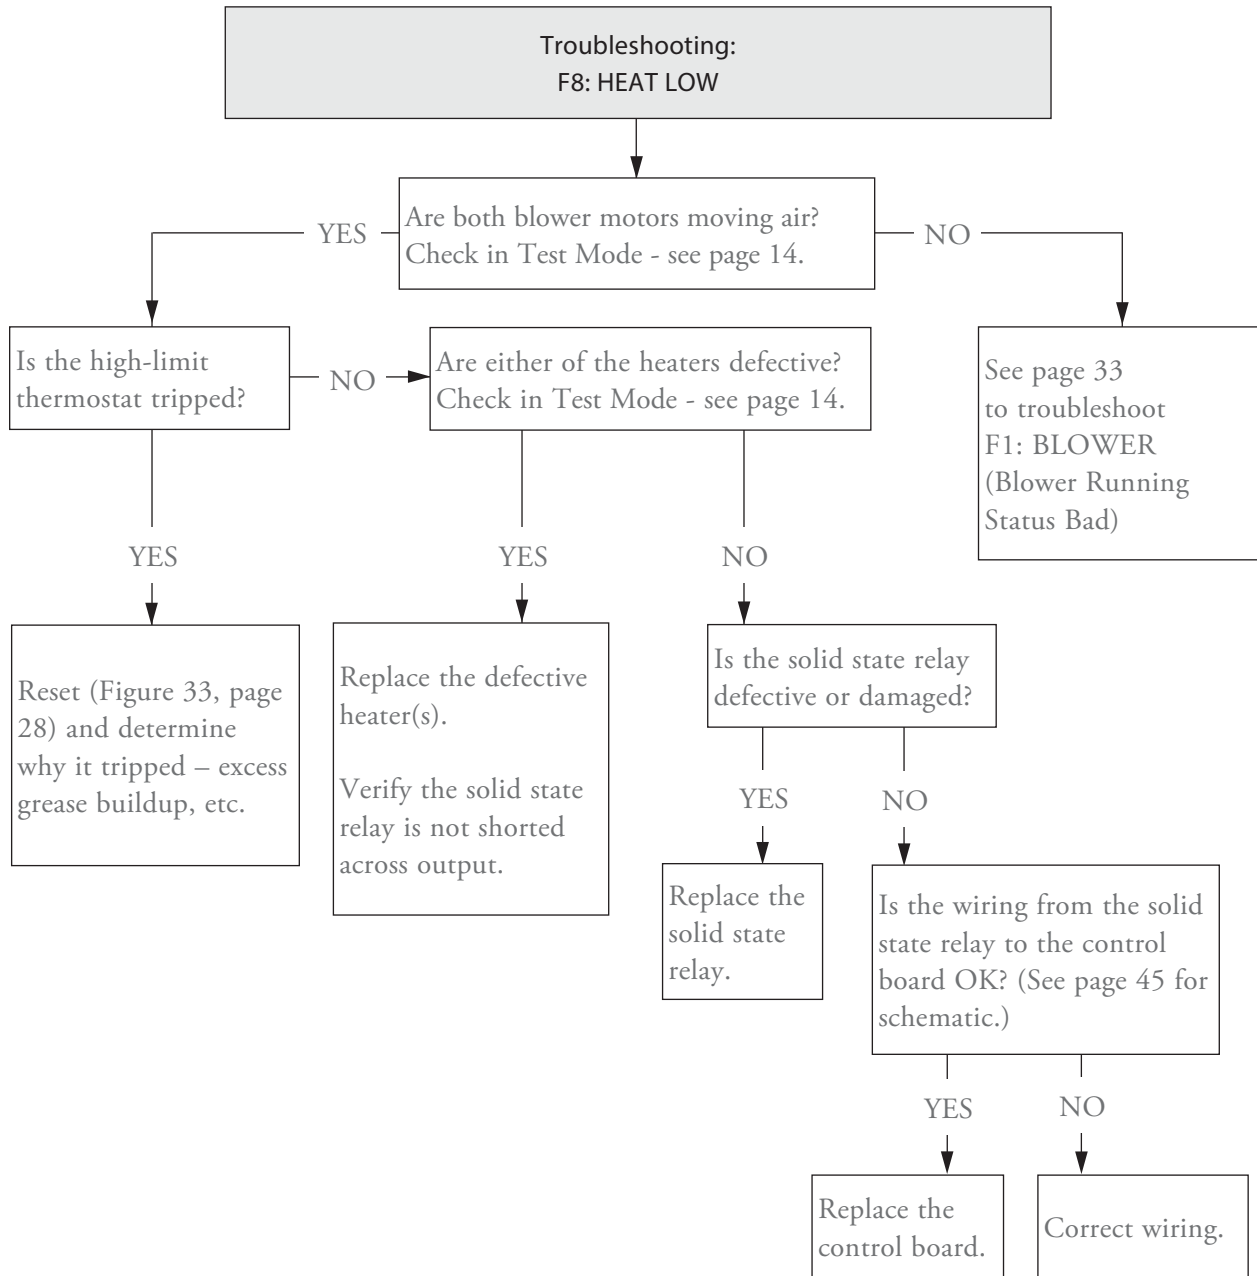 Troubleshooting:
F8: HEAT LOW
Are both blower motors moving air?
Check in Test Mode - see page 14.
YES
NO
Is the high-limit
thermostat tripped?
NO
Are either of the heaters defective?
Check in Test Mode - see page 14.
See page 33
to troubleshoot
F1: BLOWER
(Blower Running
Status Bad)
YES
YES
NO
Reset (Figure 33, page
28) and determine
why it tripped – excess
grease buildup, etc.
Replace the defective
heater(s).
Verify the solid state
relay is not shorted
across output.
Is the solid state relay
defective or damaged?
YES
NO
Replace the
solid state
relay.
Is the wiring from the solid
state relay to the control
board OK? (See page 45 for
schematic.)
YES
NO
Replace the
control board.
Correct wiring.